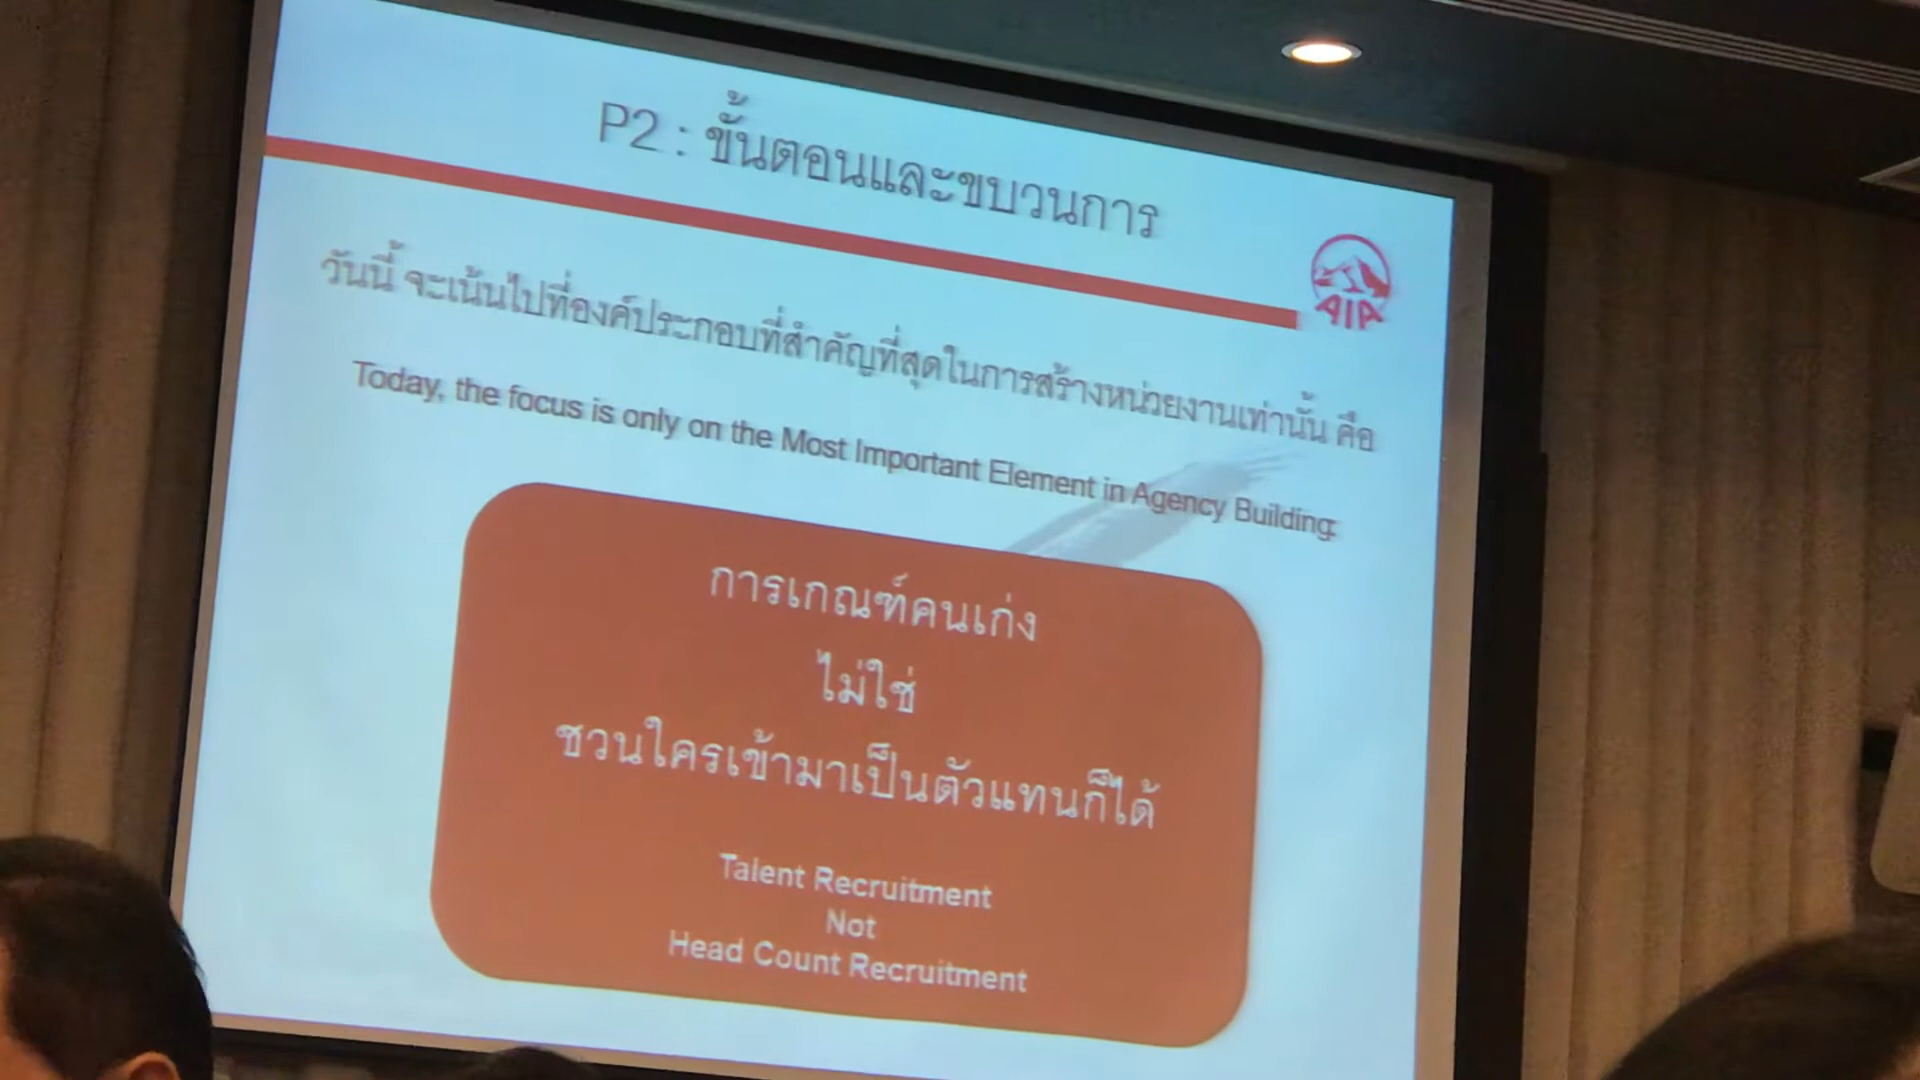 P2 : ขั้นตอนและขบวนการ
AIA
วันนี้ จะเน้นไปที่องค์ประกอบที่สำคัญที่สุดในการสร้างหน่วยงานเท่านั้น คือ
Today, the focus is only on the Most Important Element in Agency Building:
การเกณฑ์คนเก่ง
ไม่ใช่
ชวนใครเข้ามาเป็นตัวแทนก็ได้
Talent Recruitment
Not
Head Count Recruitment